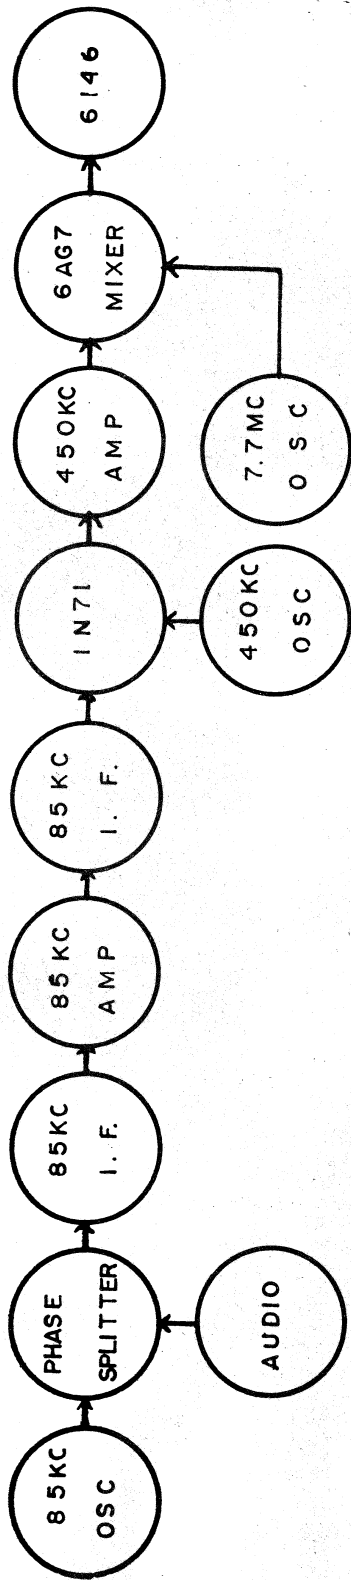 85KC
OSC
PHASE
SPLITTER
85KC
I. F.
85KC
AMP
85KC
I. F.
1N71
450KC
AMP
6AG7
MIXER
6146
AUDIO
450KC
OSC
7.7MC
OSC